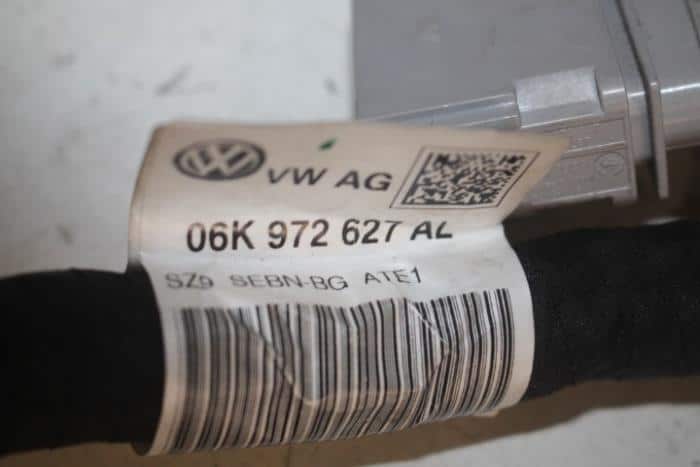 VW AG
06K 972 627 AL
SZ9 SEBN-BG ATE1